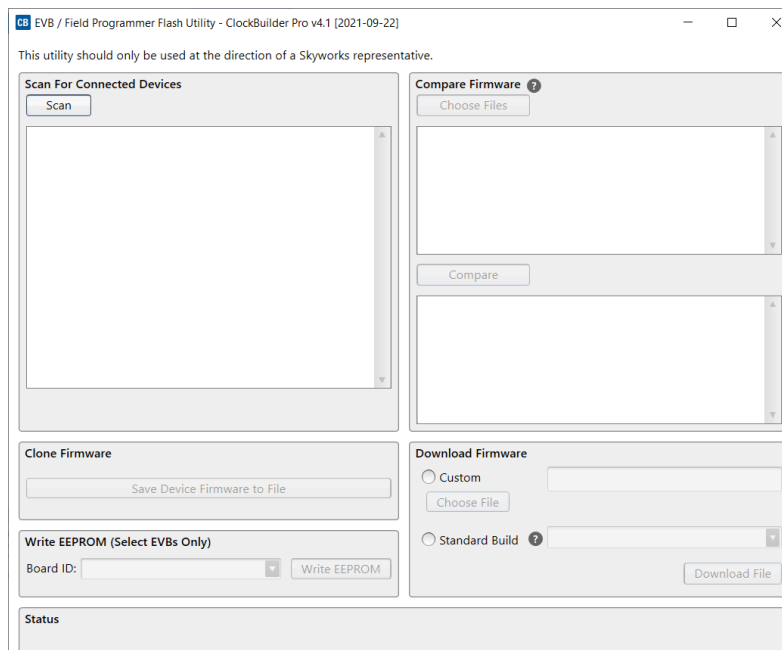 CB EVB / Field Programmer Flash Utility - ClockBuilder Pro v4.1 [2021-09-22]
This utility should only be used at the direction of a Skyworks representative.
Scan For Connected Devices
Scan
Compare Firmware ?
Choose Files
Compare
Clone Firmware
Save Device Firmware to File
Write EEPROM (Select EVBs Only)
Board ID:
Write EEPROM
Download Firmware
Custom
Choose File
Standard Build ?
Download File
Status